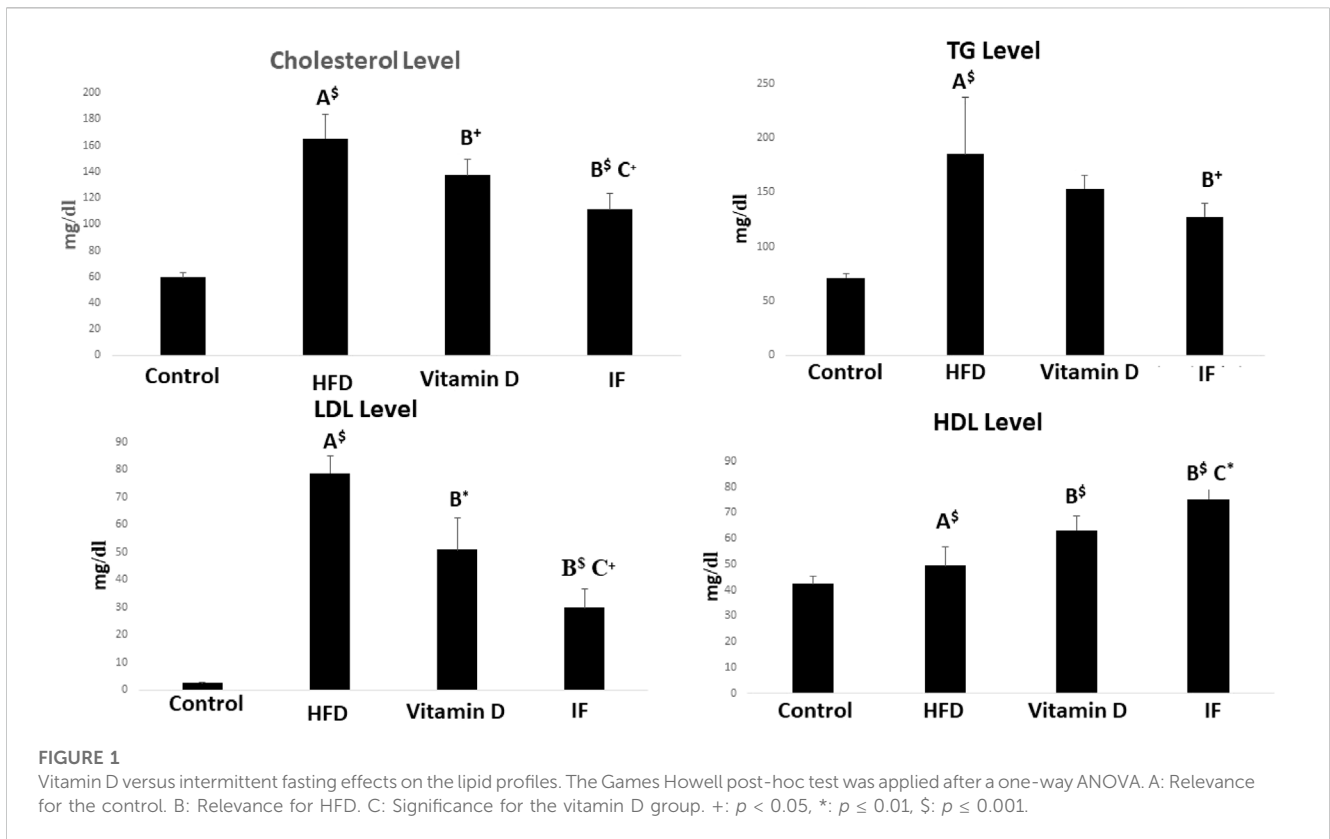 Cholesterol Level
200
180
160
140
120
100
80
60
40
20
0
mg/dl
A$
B+
B$ C+
Control
HFD
Vitamin D
IF
TG Level
250
200
150
100
50
0
mg/dl
A$
B+
Control
HFD
Vitamin D
IF
LDL Level
90
80
70
60
50
40
30
20
10
0
mg/dl
A$
B*
B$ C+
Control
HFD
Vitamin D
IF
HDL Level
90
80
70
60
50
40
30
20
10
0
mg/dl
A$
B$
B$ C*
Control
HFD
Vitamin D
IF
FIGURE 1
Vitamin D versus intermittent fasting effects on the lipid profiles. The Games Howell post-hoc test was applied after a one-way ANOVA. A: Relevance
for the control. B: Relevance for HFD. C: Significance for the vitamin D group. +: p < 0.05, *: p ≤ 0.01, $: p ≤ 0.001.